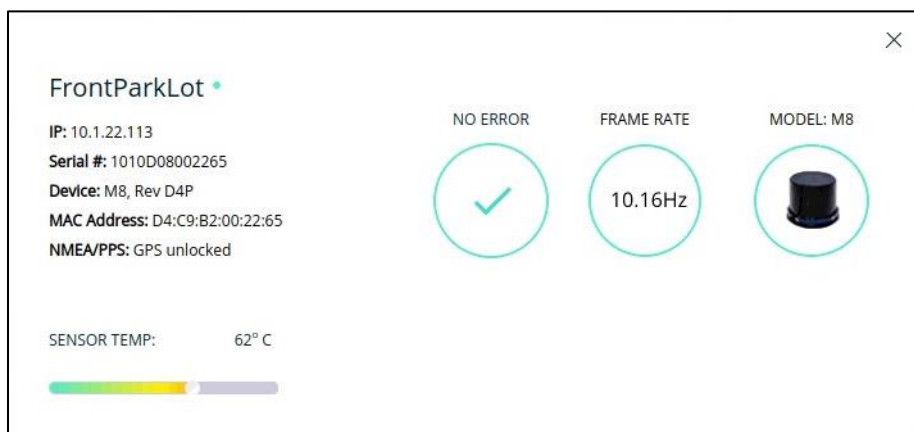 FrontParkLot
IP: 10.1.22.113
Serial #: 1010D08002265
Device: M8, Rev D4P
MAC Address: D4:C9:B2:00:22:65
NMEA/PPS: GPS unlocked
SENSOR TEMP: 62° C
NO ERROR
FRAME RATE
10.16Hz
MODEL: M8